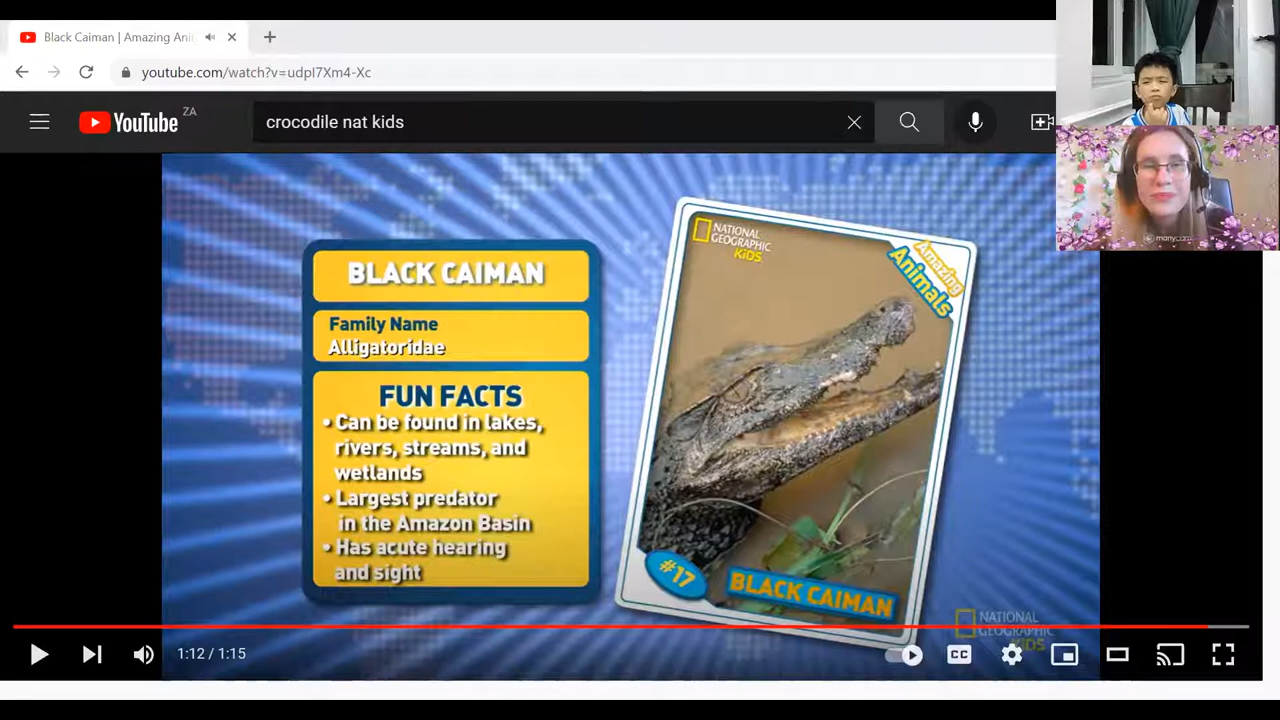 Black Caiman | Amazing Ani
youtube.com/watch?v=udpI7Xm4-Xc
YouTube ZA
crocodile nat kids
BLACK CAIMAN
Family Name
Alligatoridae
FUN FACTS
• Can be found in lakes,
rivers, streams, and
wetlands
• Largest predator
in the Amazon Basin
• Has acute hearing
and sight
NATIONAL
GEOGRAPHIC
KiDS
Amazing
Animals
#17
BLACK CAIMAN
NATIONAL
GEOGRAPHIC
KiDS
1:12 / 1:15
CC
manycam